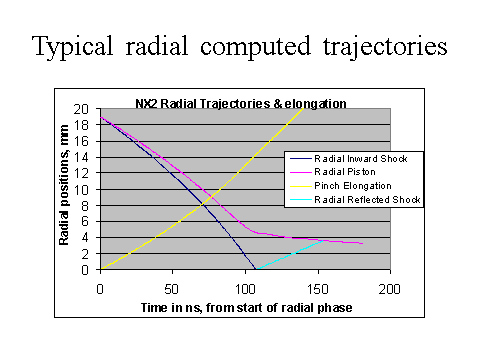 Typical radial computed trajectories
NX2 Radial Trajectories & elongation
Radial positions, mm
20
18
16
14
12
10
8
6
4
2
0
Radial Inward Shock
Radial Piston
Pinch Elongation
Radial Reflected Shock
0 50 100 150 200
Time in ns, from start of radial phase